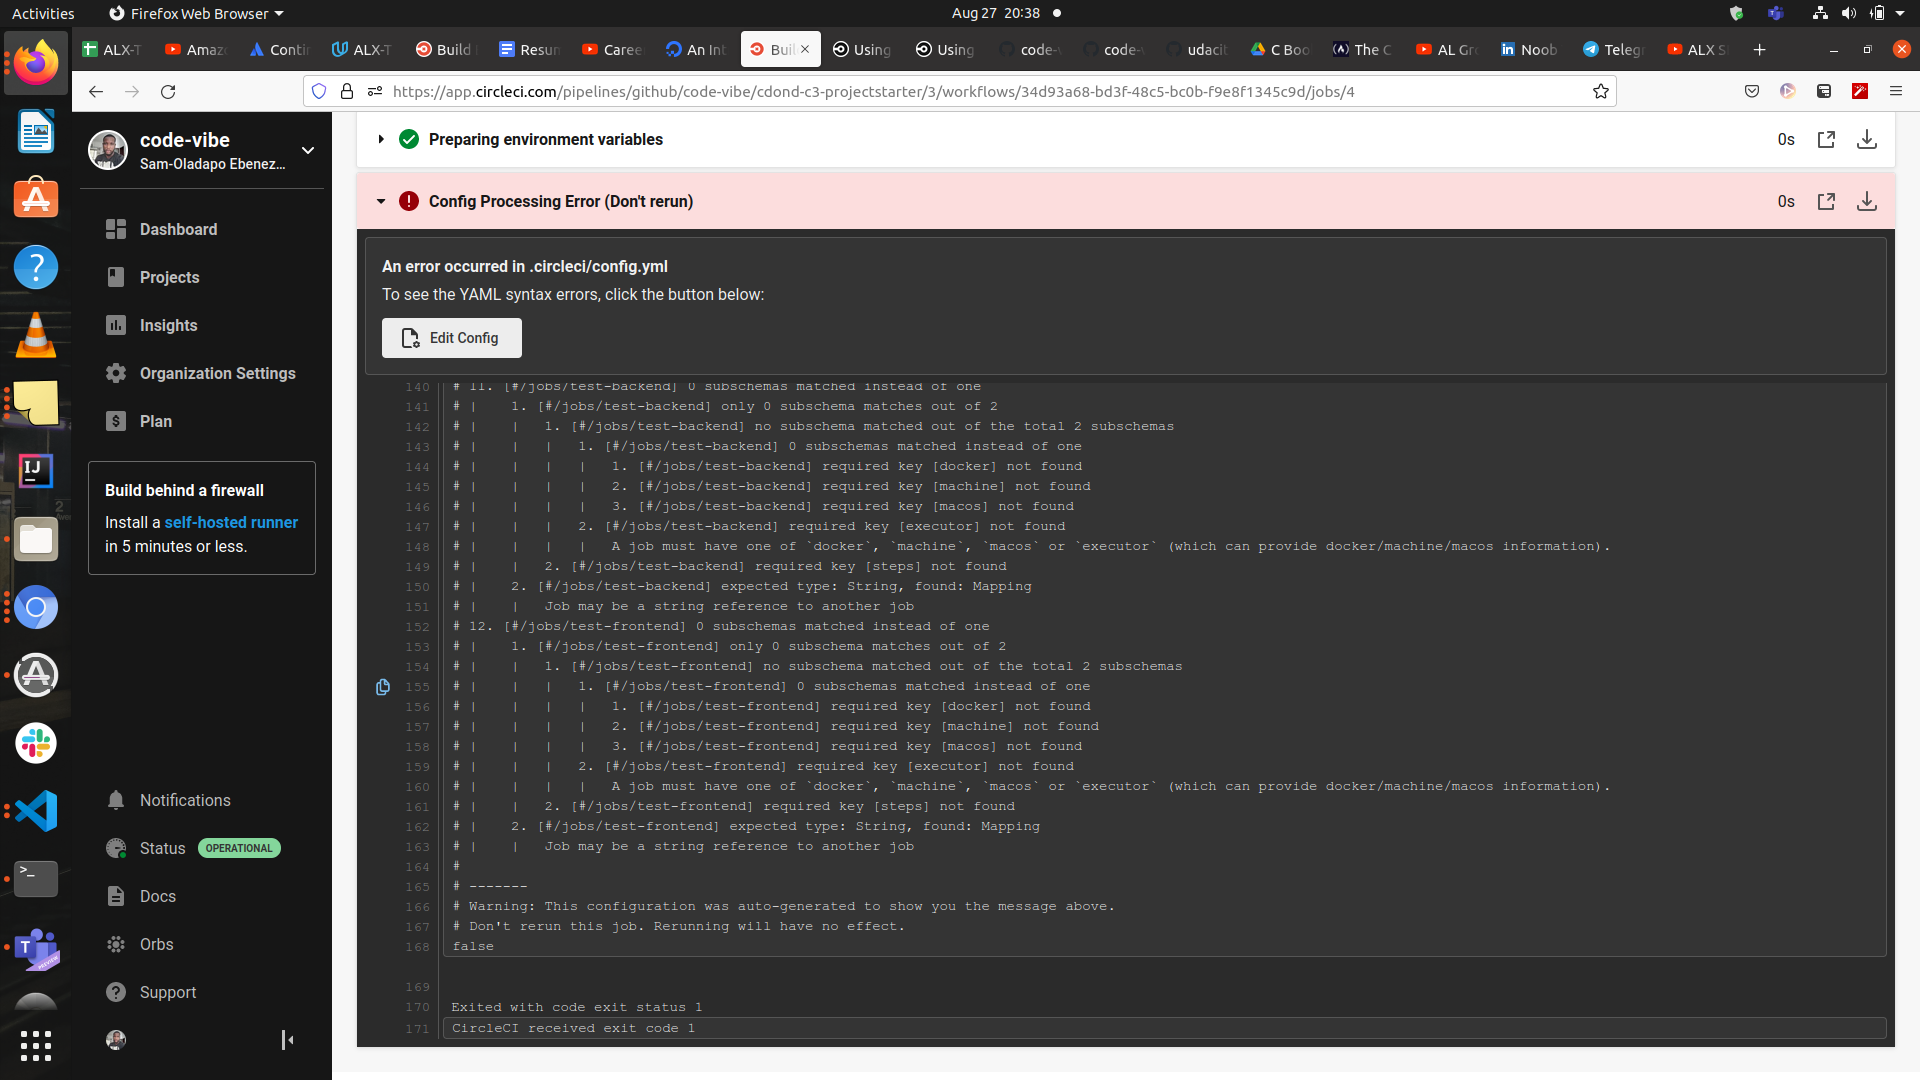 Activities
Firefox Web Browser
Aug 27 20:38
ALX-T
Amaz
Contin
ALX-T
Build
Resum
Career
An Int
Buil
Using
Using
code-v
code-v
udacit
C Boo
The C
AL Gr
Noob
Telegr
ALX S
https://app.circleci.com/pipelines/github/code-vibe/cdond-c3-projectstarter/3/workflows/34d93a68-bd3f-48c5-bc0b-f9e8f1345c9d/jobs/4
code-vibe
Sam-Oladapo Ebenez...
Dashboard
Projects
Insights
Organization Settings
Plan
Build behind a firewall
Install a self-hosted runner
in 5 minutes or less.
Notifications
Status OPERATIONAL
Docs
Orbs
Support
Preparing environment variables 0s
Config Processing Error (Don't rerun) 0s
An error occurred in .circleci/config.yml
To see the YAML syntax errors, click the button below:
Edit Config
140 # 11. [#/jobs/test-backend] 0 subschemas matched instead of one
141 # |    1. [#/jobs/test-backend] only 0 subschema matches out of 2
142 # |    |   1. [#/jobs/test-backend] no subschema matched out of the total 2 subschemas
143 # |    |   |   1. [#/jobs/test-backend] 0 subschemas matched instead of one
144 # |    |   |   |   1. [#/jobs/test-backend] required key [docker] not found
145 # |    |   |   |   2. [#/jobs/test-backend] required key [machine] not found
146 # |    |   |   |   3. [#/jobs/test-backend] required key [macos] not found
147 # |    |   |   2. [#/jobs/test-backend] required key [executor] not found
148 # |    |   |   |   A job must have one of `docker`, `machine`, `macos` or `executor` (which can provide docker/machine/macos information).
149 # |    |   2. [#/jobs/test-backend] required key [steps] not found
150 # |    2. [#/jobs/test-backend] expected type: String, found: Mapping
151 # |    |   Job may be a string reference to another job
152 # 12. [#/jobs/test-frontend] 0 subschemas matched instead of one
153 # |    1. [#/jobs/test-frontend] only 0 subschema matches out of 2
154 # |    |   1. [#/jobs/test-frontend] no subschema matched out of the total 2 subschemas
155 # |    |   |   1. [#/jobs/test-frontend] 0 subschemas matched instead of one
156 # |    |   |   |   1. [#/jobs/test-frontend] required key [docker] not found
157 # |    |   |   |   2. [#/jobs/test-frontend] required key [machine] not found
158 # |    |   |   |   3. [#/jobs/test-frontend] required key [macos] not found
159 # |    |   |   2. [#/jobs/test-frontend] required key [executor] not found
160 # |    |   |   |   A job must have one of `docker`, `machine`, `macos` or `executor` (which can provide docker/machine/macos information).
161 # |    |   2. [#/jobs/test-frontend] required key [steps] not found
162 # |    2. [#/jobs/test-frontend] expected type: String, found: Mapping
163 # |    |   Job may be a string reference to another job
164 #
165 # -------
166 # Warning: This configuration was auto-generated to show you the message above.
167 # Don't rerun this job. Rerunning will have no effect.
168 false
169
170 Exited with code exit status 1
171 CircleCI received exit code 1